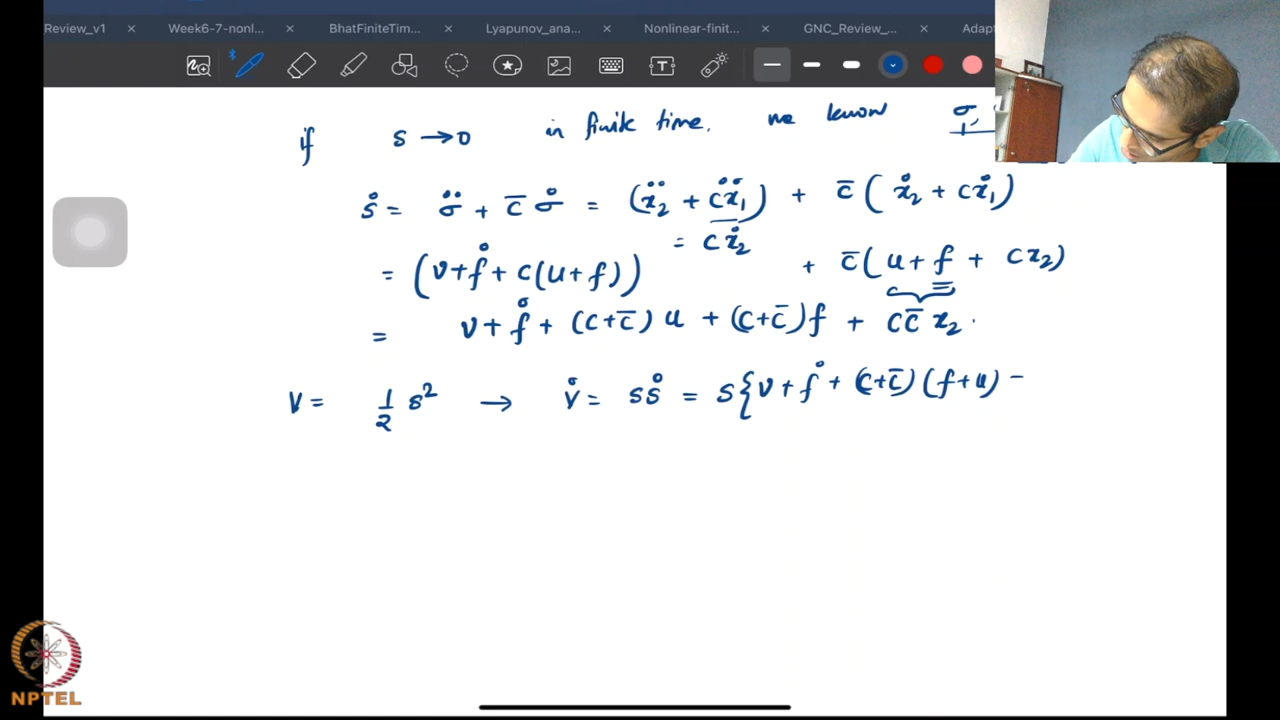 Review_v1 × Week6-7-nonl... × BhatFiniteTim... × Lyapunov_ana... × Nonlinear-finit... × GNC_Review_... × Adap
if s → 0 in finite time. we know σ,
ṡ = σ̈ + c̄ σ̇ = (ẍ₂ + cẍ₁) + c̄ (ẋ₂ + cẋ₁)
= cẋ₂
= (v + ḟ + c(u+f)) + c̄(u + f + cx₂)
= v + ḟ + (c+c̄) u + (c+c̄)f + cc̄ x₂.
V = 1/2 s² → V̇ = sṡ = s{v + ḟ + (c+c̄)(f+u) -
NPTEL